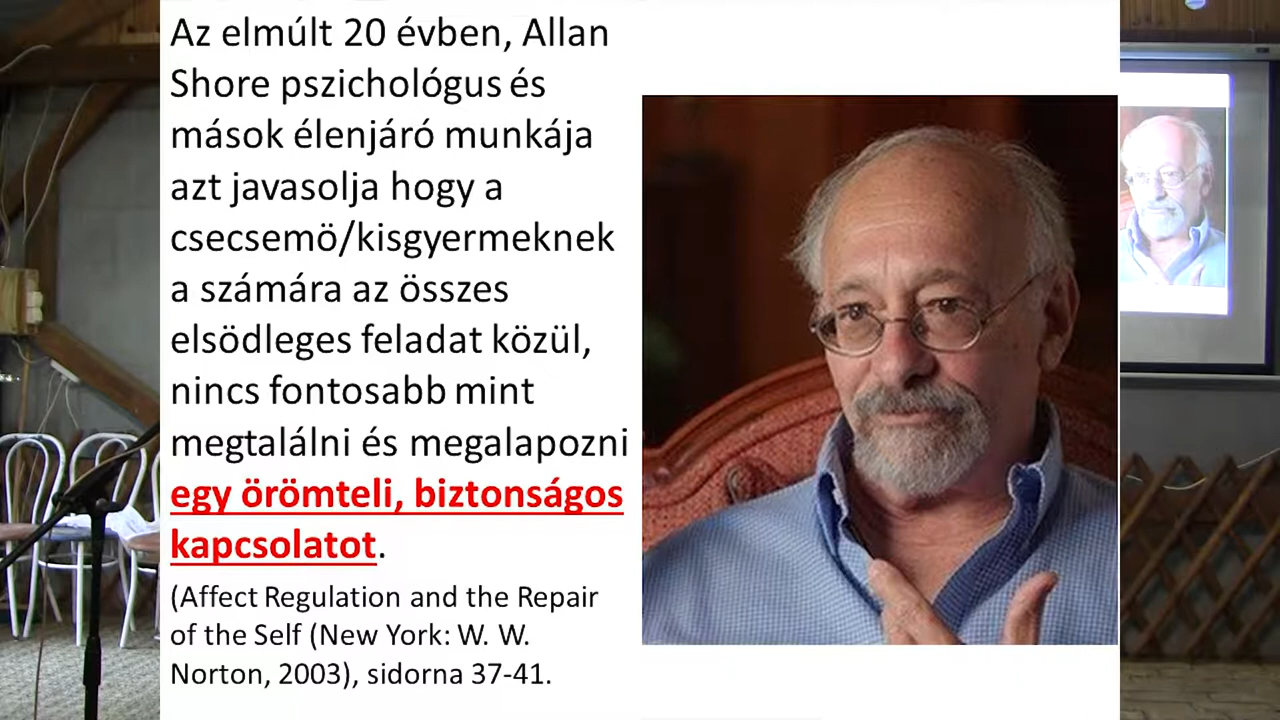 Az elmúlt 20 évben, Allan
Shore pszichológus és
mások élenjáró munkája
azt javasolja hogy a
csecsemö/kisgyermeknek
a számára az összes
elsödleges feladat közül,
nincs fontosabb mint
megtalálni és megalapozni
egy örömteli, biztonságos
kapcsolatot.
(Affect Regulation and the Repair
of the Self (New York: W. W.
Norton, 2003), sidorna 37-41.